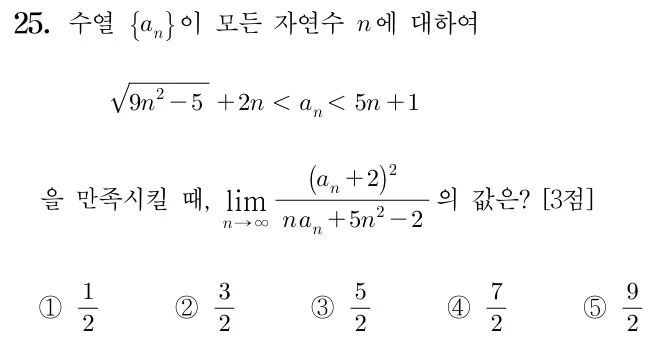 25. 수열 {aₙ}이 모든 자연수 n에 대하여
√(9n²−5) + 2n < aₙ < 5n + 1
을 만족시킬 때, lim_{n→∞} (aₙ+2)²/(naₙ+5n²−2) 의 값은? [3점]
① 1/2 ② 3/2 ③ 5/2 ④ 7/2 ⑤ 9/2